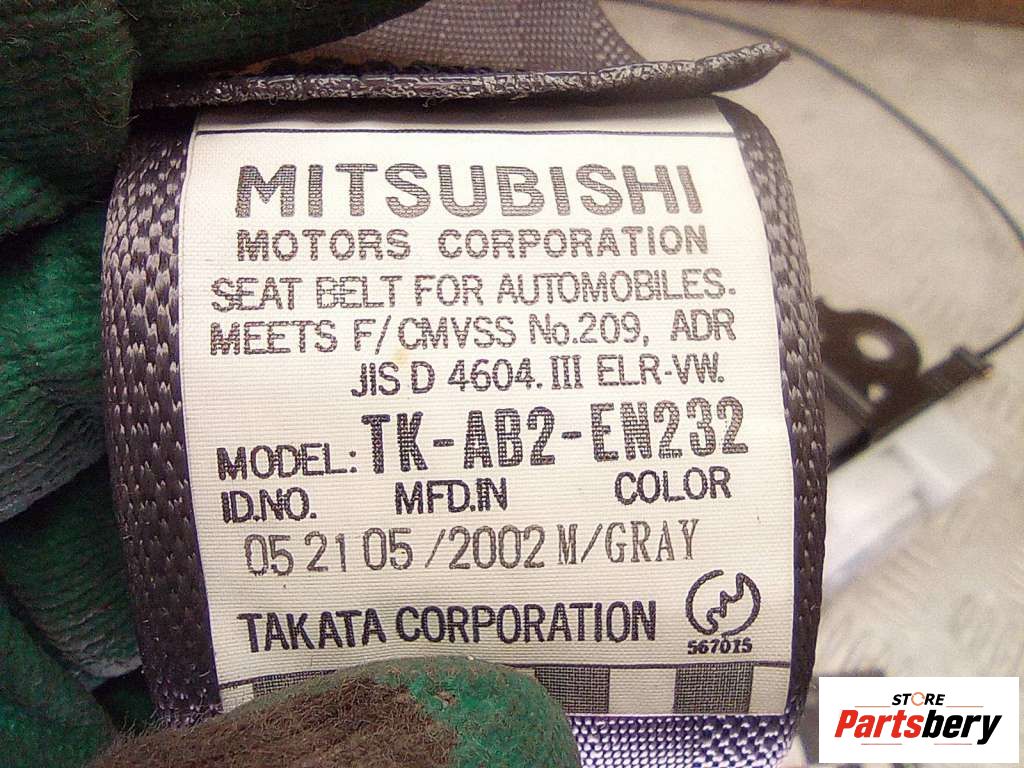 MITSUBISHI
MOTORS CORPORATION
SEAT BELT FOR AUTOMOBILES.
MEETS F/CMVSS No.209, ADR
JIS D 4604. III ELR-VW.
MODEL: TK-AB2-EN232
ID.NO. MFD.IN COLOR
05 21 05/2002 M/GRAY
TAKATA CORPORATION
567015
STORE
Partsbery